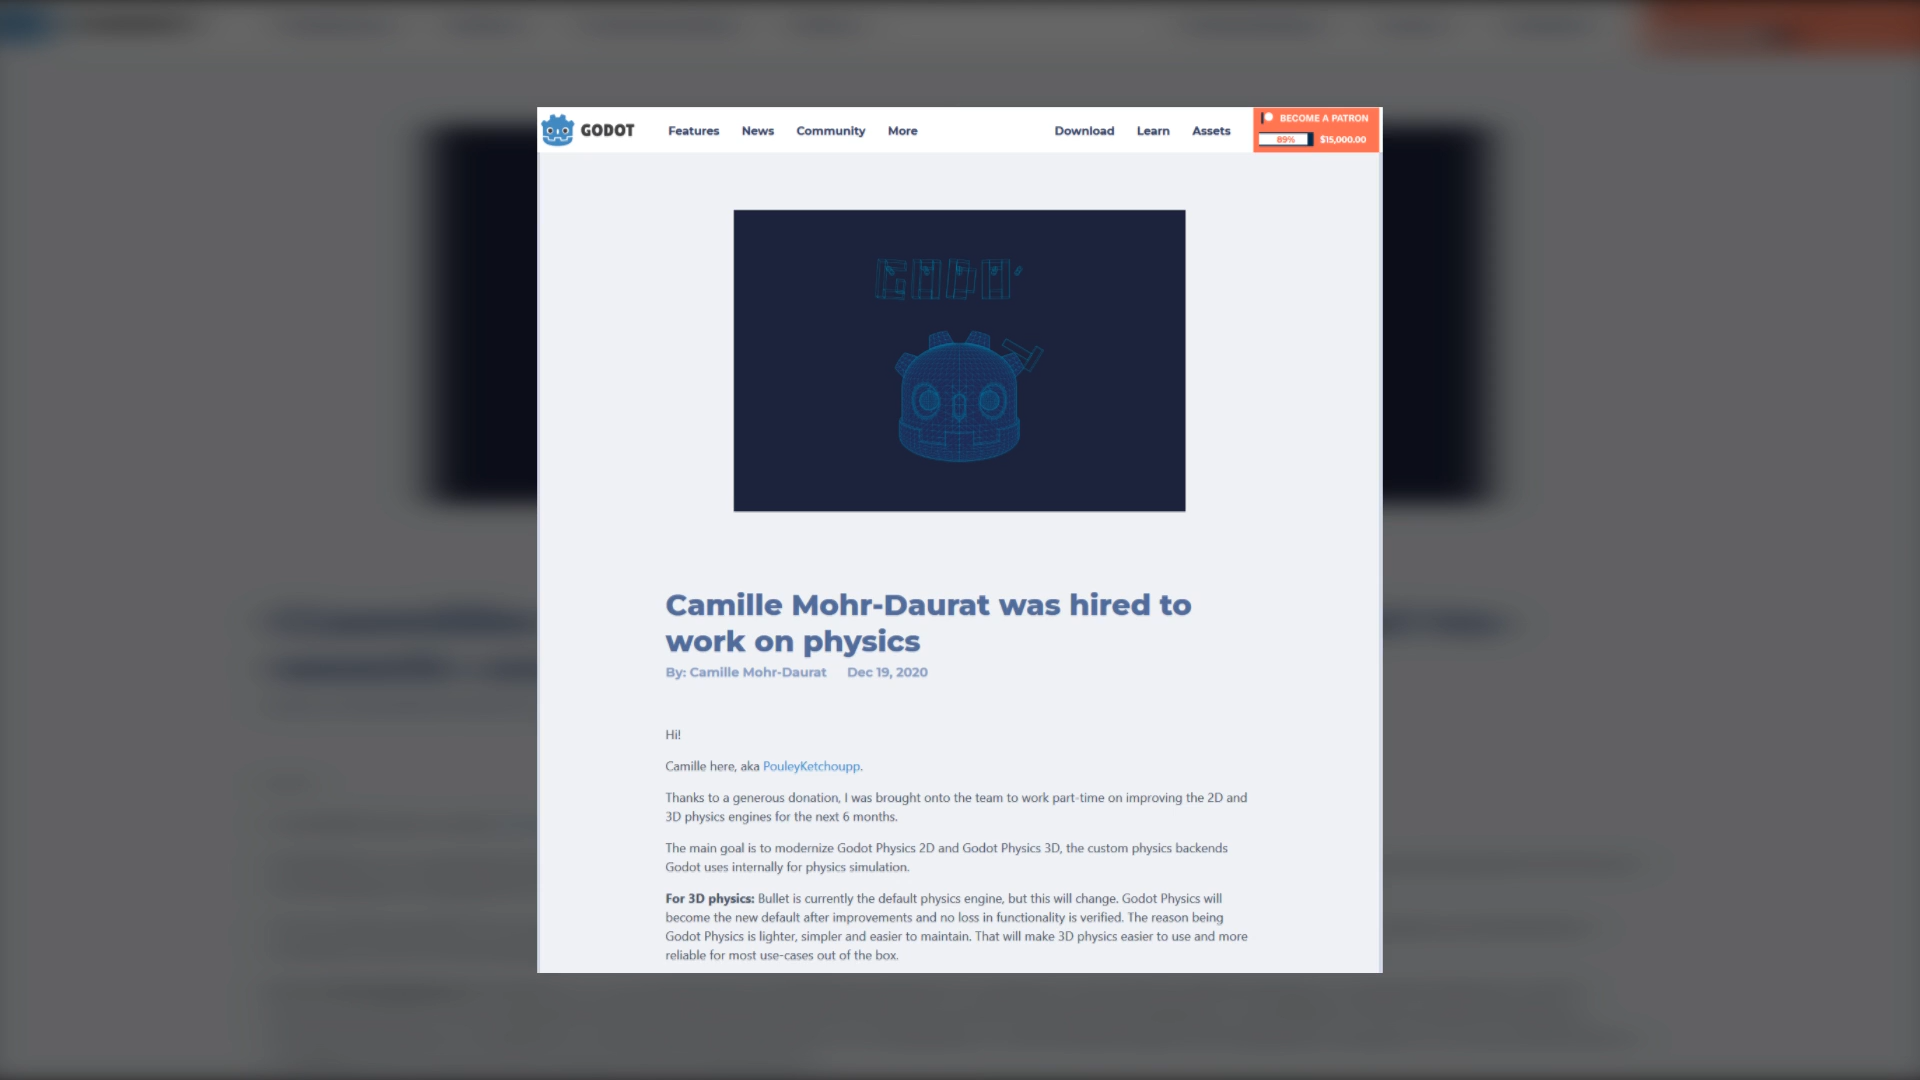 GODOT
Features News Community More Download Learn Assets
BECOME A PATRON
89% $15,000.00
GODO
Camille Mohr-Daurat was hired to
work on physics
By: Camille Mohr-Daurat Dec 19, 2020
Hi!
Camille here, aka PouleyKetchoupp.
Thanks to a generous donation, I was brought onto the team to work part-time on improving the 2D and
3D physics engines for the next 6 months.
The main goal is to modernize Godot Physics 2D and Godot Physics 3D, the custom physics backends
Godot uses internally for physics simulation.
For 3D physics: Bullet is currently the default physics engine, but this will change. Godot Physics will
become the new default after improvements and no loss in functionality is verified. The reason being
Godot Physics is lighter, simpler and easier to maintain. That will make 3D physics easier to use and more
reliable for most use-cases out of the box.